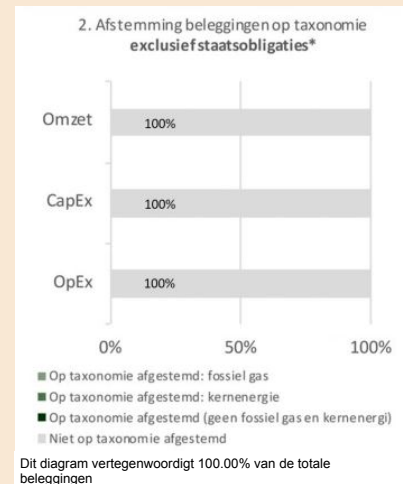 2. Afstemming beleggingen op taxonomie
exclusief staatsobligaties*
Omzet
100%
CapEx
100%
OpEx
100%
0%
50%
100%
Op taxonomie afgestemd: fossiel gas
Op taxonomie afgestemd: kernenergie
Op taxonomie afgestemd (geen fossiel gas en kernenergi)
Niet op taxonomie afgestemd
Dit diagram vertegenwoordigt 100.00% van de totale
beleggingen